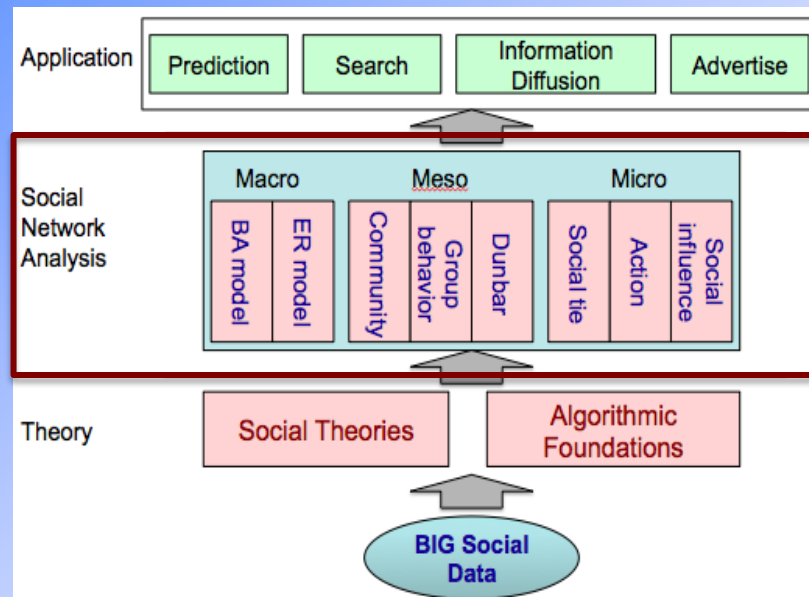 Application
Prediction
Search
Information
Diffusion
Advertise
Social
Network
Analysis
Macro
Meso
Micro
BA model
ER model
Community
Group
behavior
Dunbar
Social tie
Action
Social
influence
Theory
Social Theories
Algorithmic
Foundations
BIG Social
Data